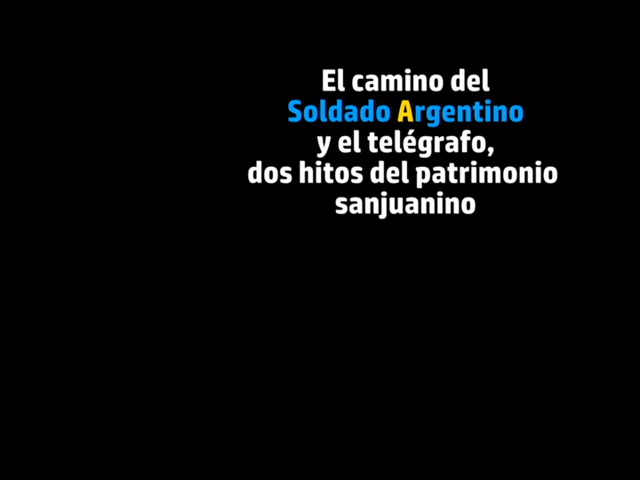 El camino del
Soldado Argentino
y el telégrafo,
dos hitos del patrimonio
sanjuanino